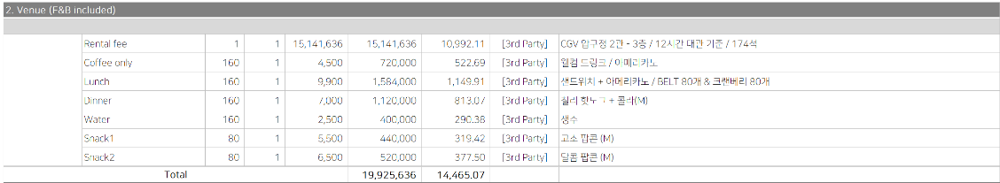 2. Venue (F&B included)
Rental fee 1 1 15,141,636 15,141,636 10,992.11 [3rd Party] CGV 압구정 2관 - 3층 / 12시간 대관 기준 / 174석
Coffee only 160 1 4,500 720,000 522.69 [3rd Party] 웰컴 드링크 / 아메리카노
Lunch 160 1 9,900 1,584,000 1,149.91 [3rd Party] 샌드위치 + 아메리카노 / BELT 80개 & 크랜베리 80개
Dinner 160 1 7,000 1,120,000 813.07 [3rd Party] 칠리 핫노ㄱ + 콜라(M)
Water 160 1 2,500 400,000 290.38 [3rd Party] 생수
Snack1 80 1 5,500 440,000 319.42 [3rd Party] 고소 팝콘 (M)
Snack2 80 1 6,500 520,000 377.50 [3rd Party] 달콤 팝콘 (M)
Total 19,925,636 14,465.07